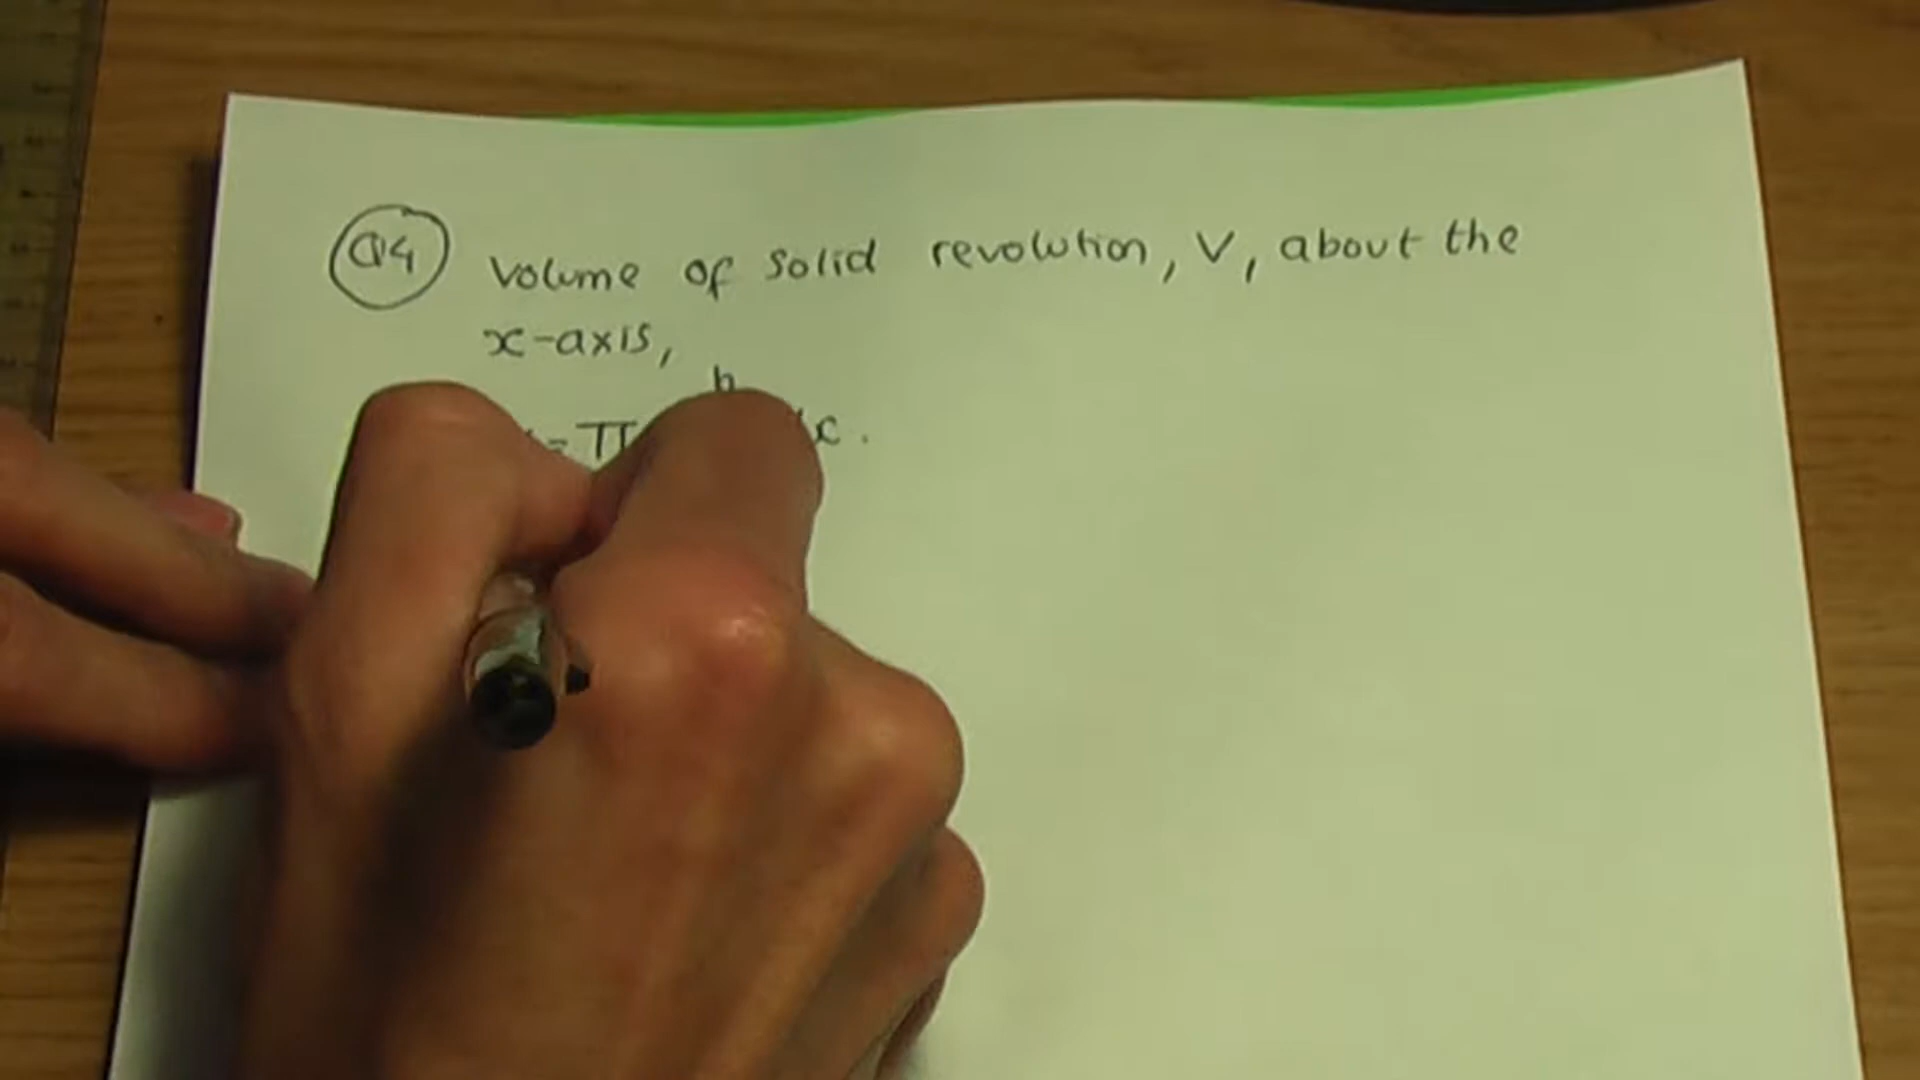 Q4 Volume of solid revolution, V, about the
x-axis,
b
= π x.